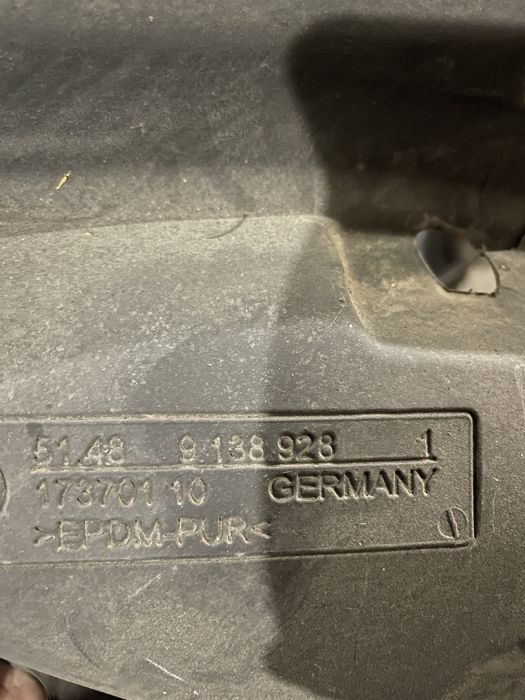 51.48 9 138 928 1
173701 10 GERMANY
>EPDM-PUR<